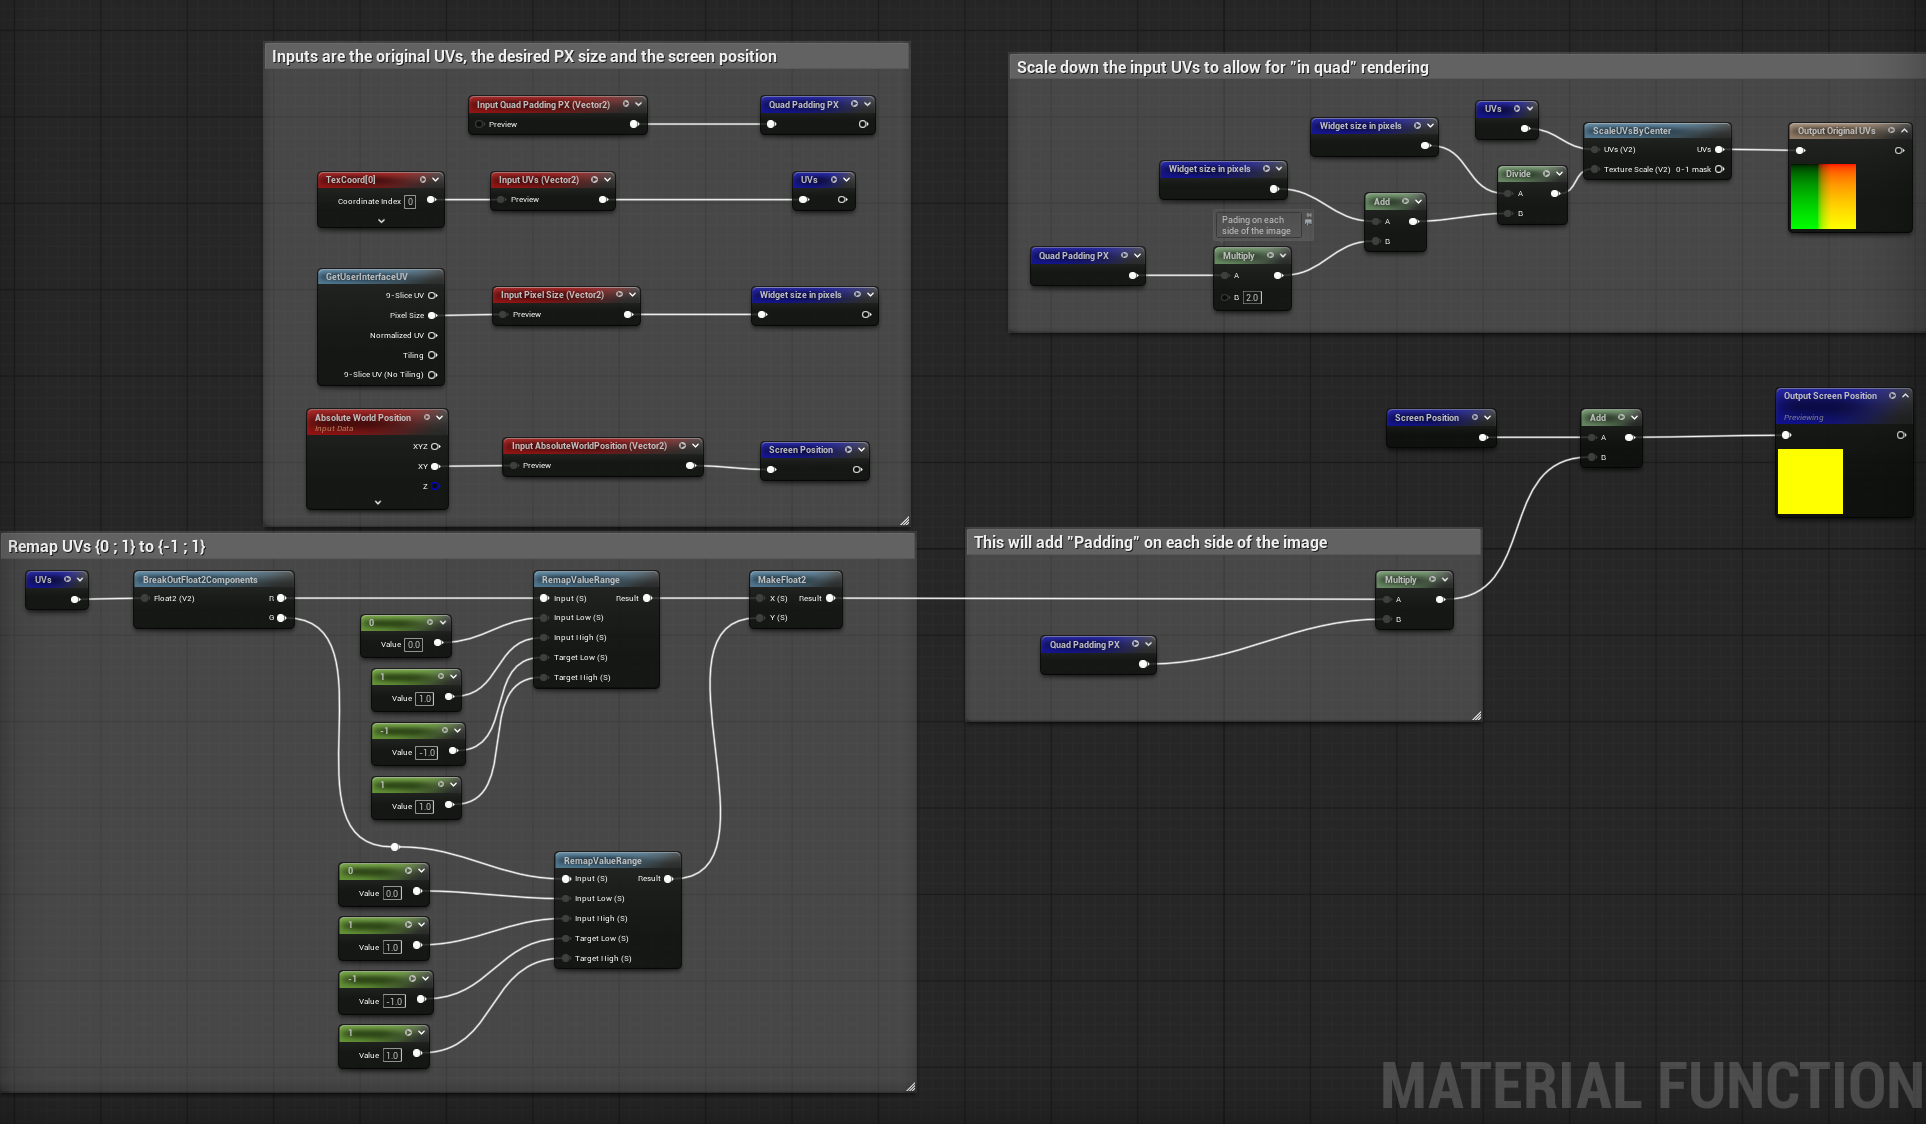 Inputs are the original UVs, the desired PX size and the screen position
Input Quad Padding PX (Vector2)
Preview
Quad Padding PX
TexCoord[0]
Coordinate Index 0
Input UVs (Vector2)
Preview
UVs
GetUserInterfaceUV
9-Slice UV
Pixel Size
Normalized UV
Tiling
9-Slice UV (No Tiling)
Input Pixel Size (Vector2)
Preview
Widget size in pixels
Absolute World Position
Input Data
XYZ
XY
Z
Input AbsoluteWorldPosition (Vector2)
Preview
Screen Position
Scale down the input UVs to allow for "in quad" rendering
UVs
Widget size in pixels
Widget size in pixels
Pading on each
side of the image
Quad Padding PX
Multiply
A
B 2.0
Add
A
B
Divide
A
B
ScaleUVsByCenter
UVs (V2) UVs
Texture Scale (V2) 0-1 mask
Output Original UVs
Screen Position
Add
A
B
Output Screen Position
Previewing
Remap UVs {0 ; 1} to {-1 ; 1}
UVs
BreakOutFloat2Components
Float2 (V2) R
G
0
Value 0.0
1
Value 1.0
-1
Value -1.0
1
Value 1.0
RemapValueRange
Input (S) Result
Input Low (S)
Input High (S)
Target Low (S)
Target High (S)
MakeFloat2
X (S) Result
Y (S)
0
Value 0.0
1
Value 1.0
-1
Value -1.0
1
Value 1.0
RemapValueRange
Input (S) Result
Input Low (S)
Input High (S)
Target Low (S)
Target High (S)
This will add "Padding" on each side of the image
Multiply
A
B
Quad Padding PX
MATERIAL FUNCTION